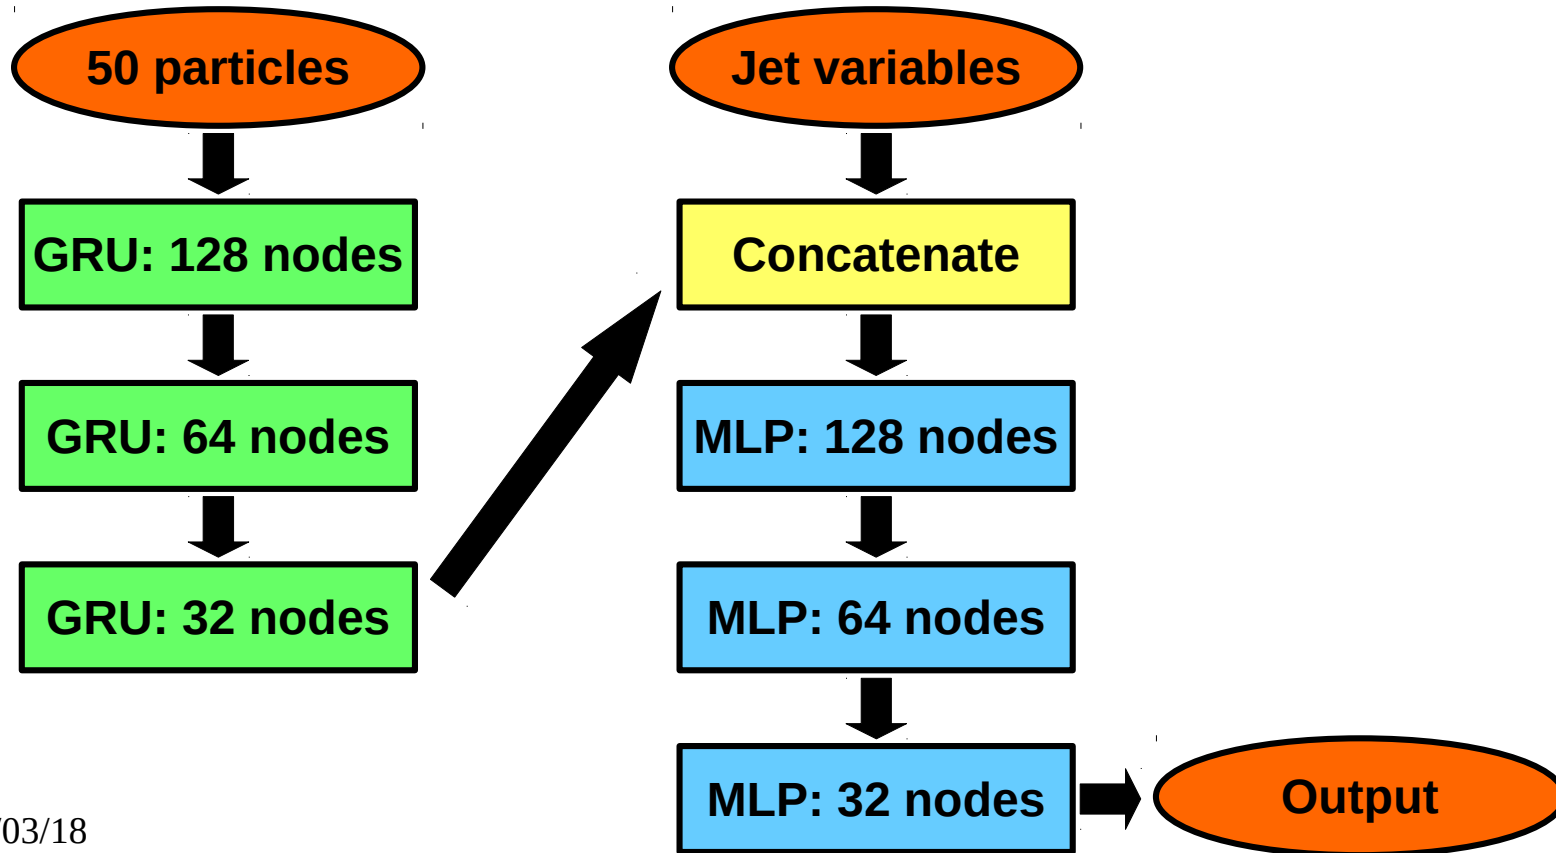 50 particles
GRU: 128 nodes
GRU: 64 nodes
GRU: 32 nodes
Jet variables
Concatenate
MLP: 128 nodes
MLP: 64 nodes
MLP: 32 nodes
Output
/03/18